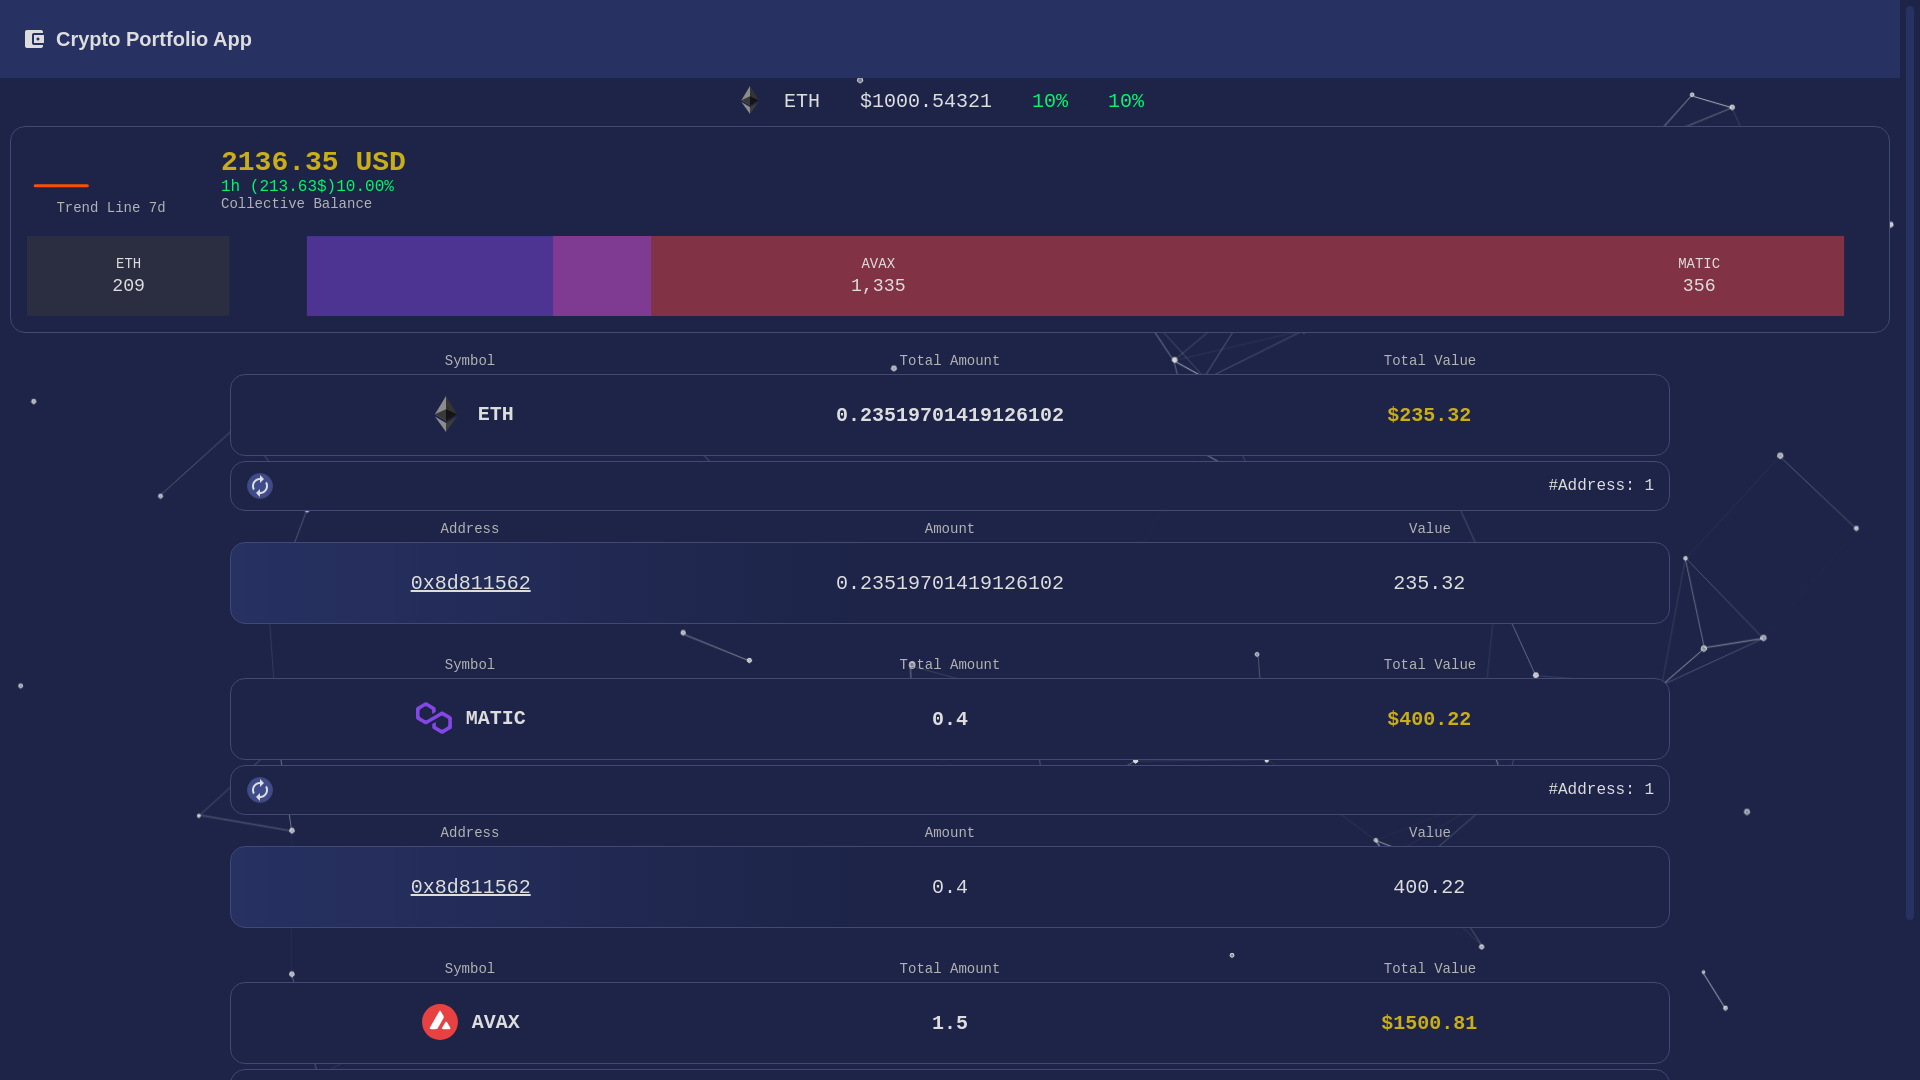 Crypto Portfolio App
ETH $1000.54321 10% 10%
2136.35 USD
1h (213.63$)10.00%
Collective Balance
Trend Line 7d
ETH AVAX MATIC
209 1,335 356
Symbol Total Amount Total Value
ETH 0.23519701419126102 $235.32
#Address: 1
Address Amount Value
0x8d811562 0.23519701419126102 235.32
Symbol Total Amount Total Value
MATIC 0.4 $400.22
#Address: 1
Address Amount Value
0x8d811562 0.4 400.22
Symbol Total Amount Total Value
AVAX 1.5 $1500.81